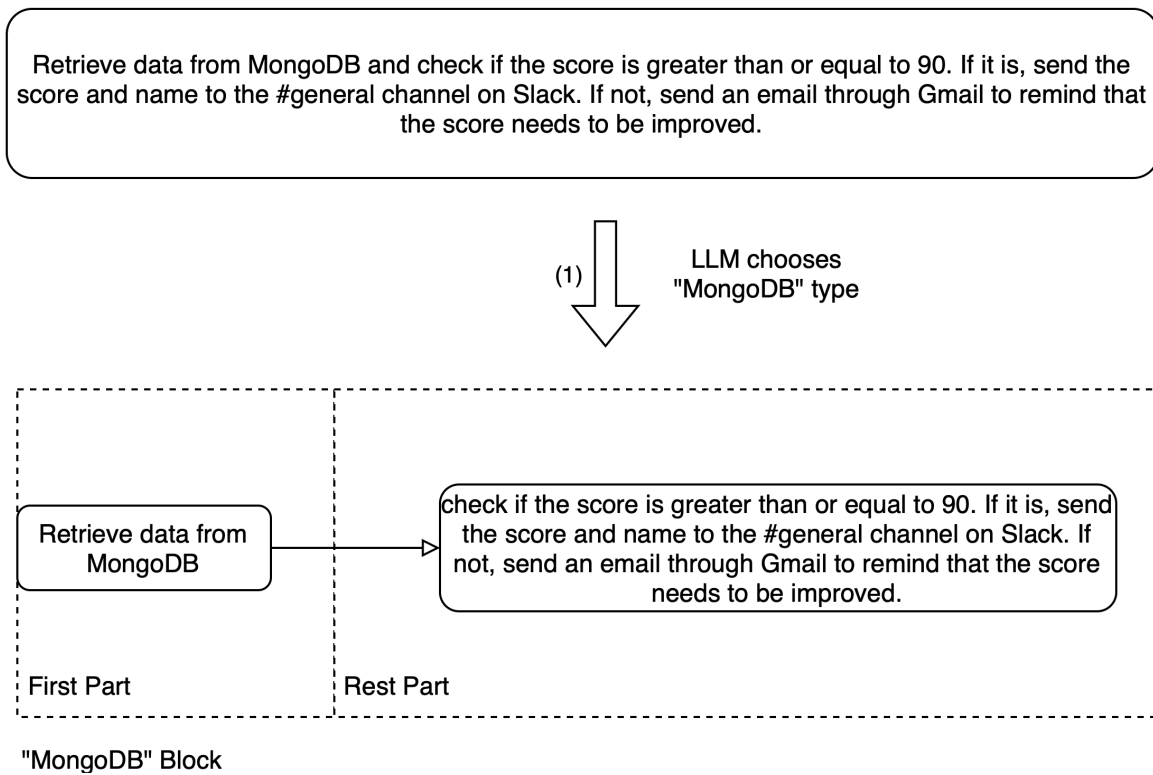 Retrieve data from MongoDB and check if the score is greater than or equal to 90. If it is, send the
score and name to the #general channel on Slack. If not, send an email through Gmail to remind that
the score needs to be improved.
(1)
LLM chooses
"MongoDB" type
Retrieve data from
MongoDB
check if the score is greater than or equal to 90. If it is, send
the score and name to the #general channel on Slack. If
not, send an email through Gmail to remind that the score
needs to be improved.
First Part
Rest Part
"MongoDB" Block